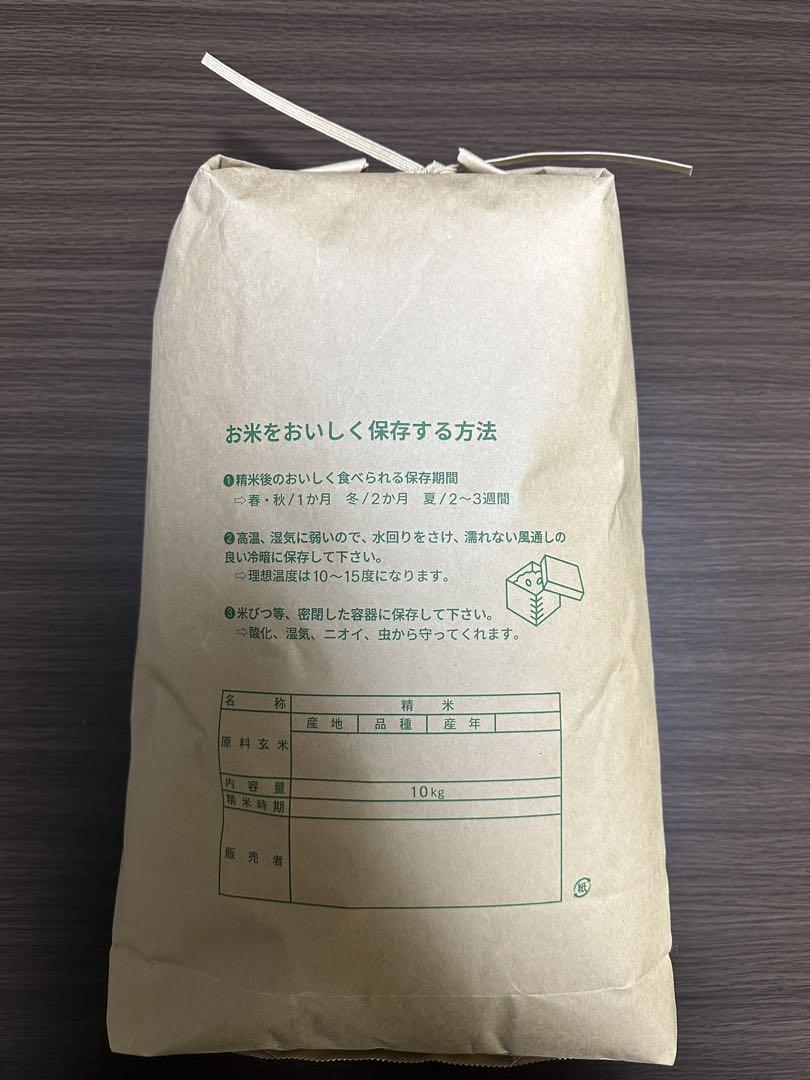 お米をおいしく保存する方法
❶精米後のおいしく食べられる保存期間
⇨春・秋/1か月 冬/2か月 夏/2〜3週間
❷高温、湿気に弱いので、水回りをさけ、濡れない風通しの
良い冷暗に保存して下さい。
⇨理想温度は10〜15度になります。
❸米びつ等、密閉した容器に保存して下さい。
⇨酸化、湿気、ニオイ、虫から守ってくれます。
名称 精米
産地 品種 産年
原料玄米
内容量 10kg
精米時期
販売者
紙